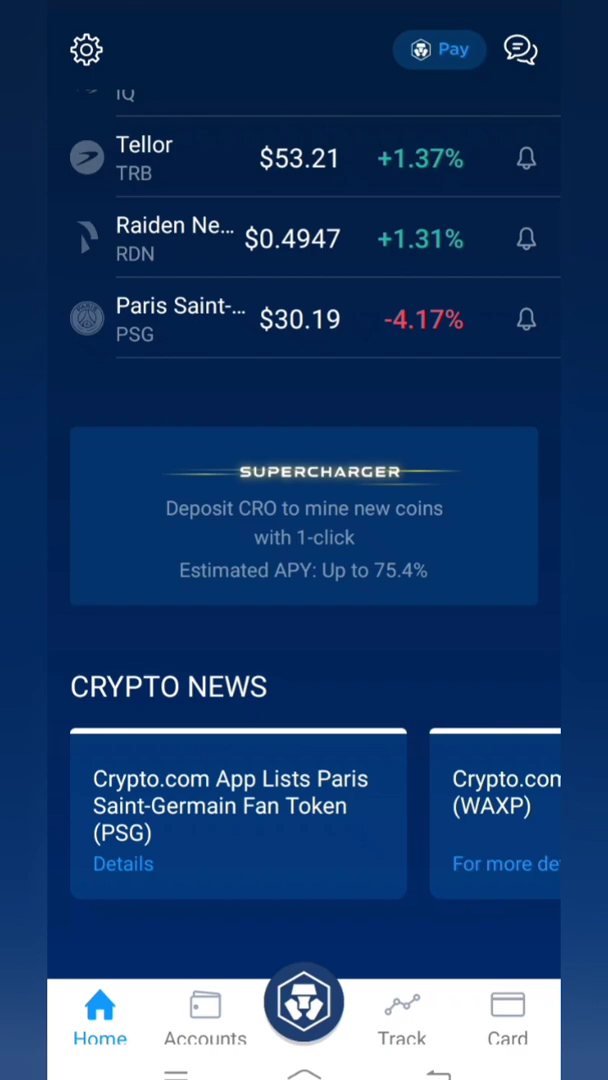 Pay
IQ
Tellor $53.21 +1.37%
TRB
Raiden Ne... $0.4947 +1.31%
RDN
Paris Saint-... $30.19 -4.17%
PSG
SUPERCHARGER
Deposit CRO to mine new coins
with 1-click
Estimated APY: Up to 75.4%
CRYPTO NEWS
Crypto.com App Lists Paris
Saint-Germain Fan Token
(PSG)
Details
Crypto.com
(WAXP)
For more de
Home Accounts Track Card